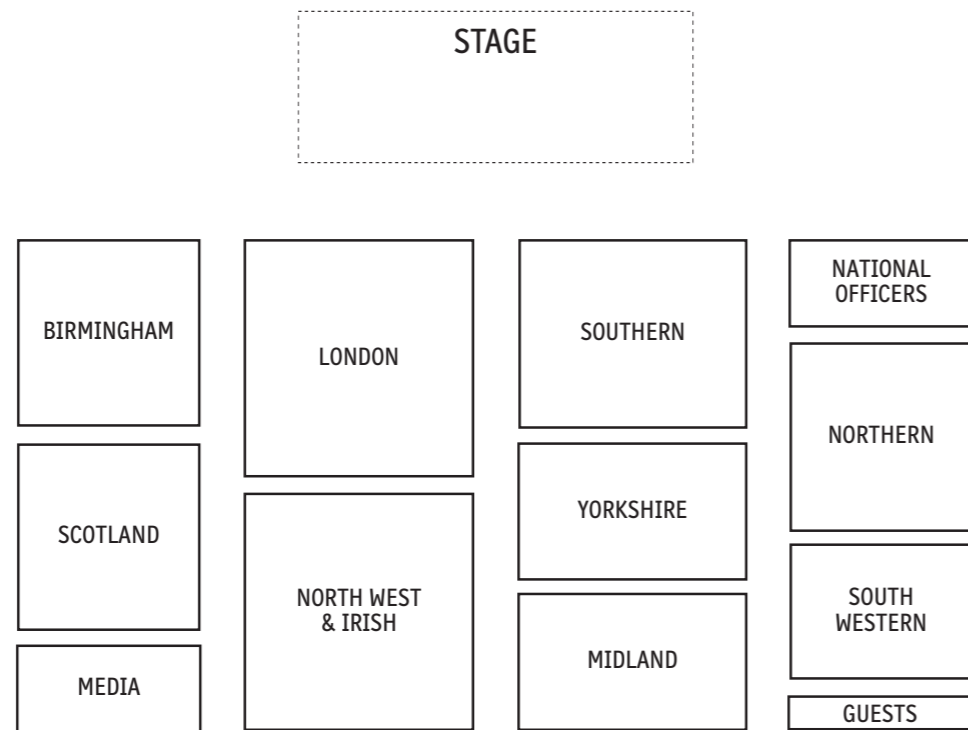 STAGE
BIRMINGHAM
SCOTLAND
MEDIA
LONDON
NORTH WEST
& IRISH
SOUTHERN
YORKSHIRE
MIDLAND
NATIONAL
OFFICERS
NORTHERN
SOUTH
WESTERN
GUESTS